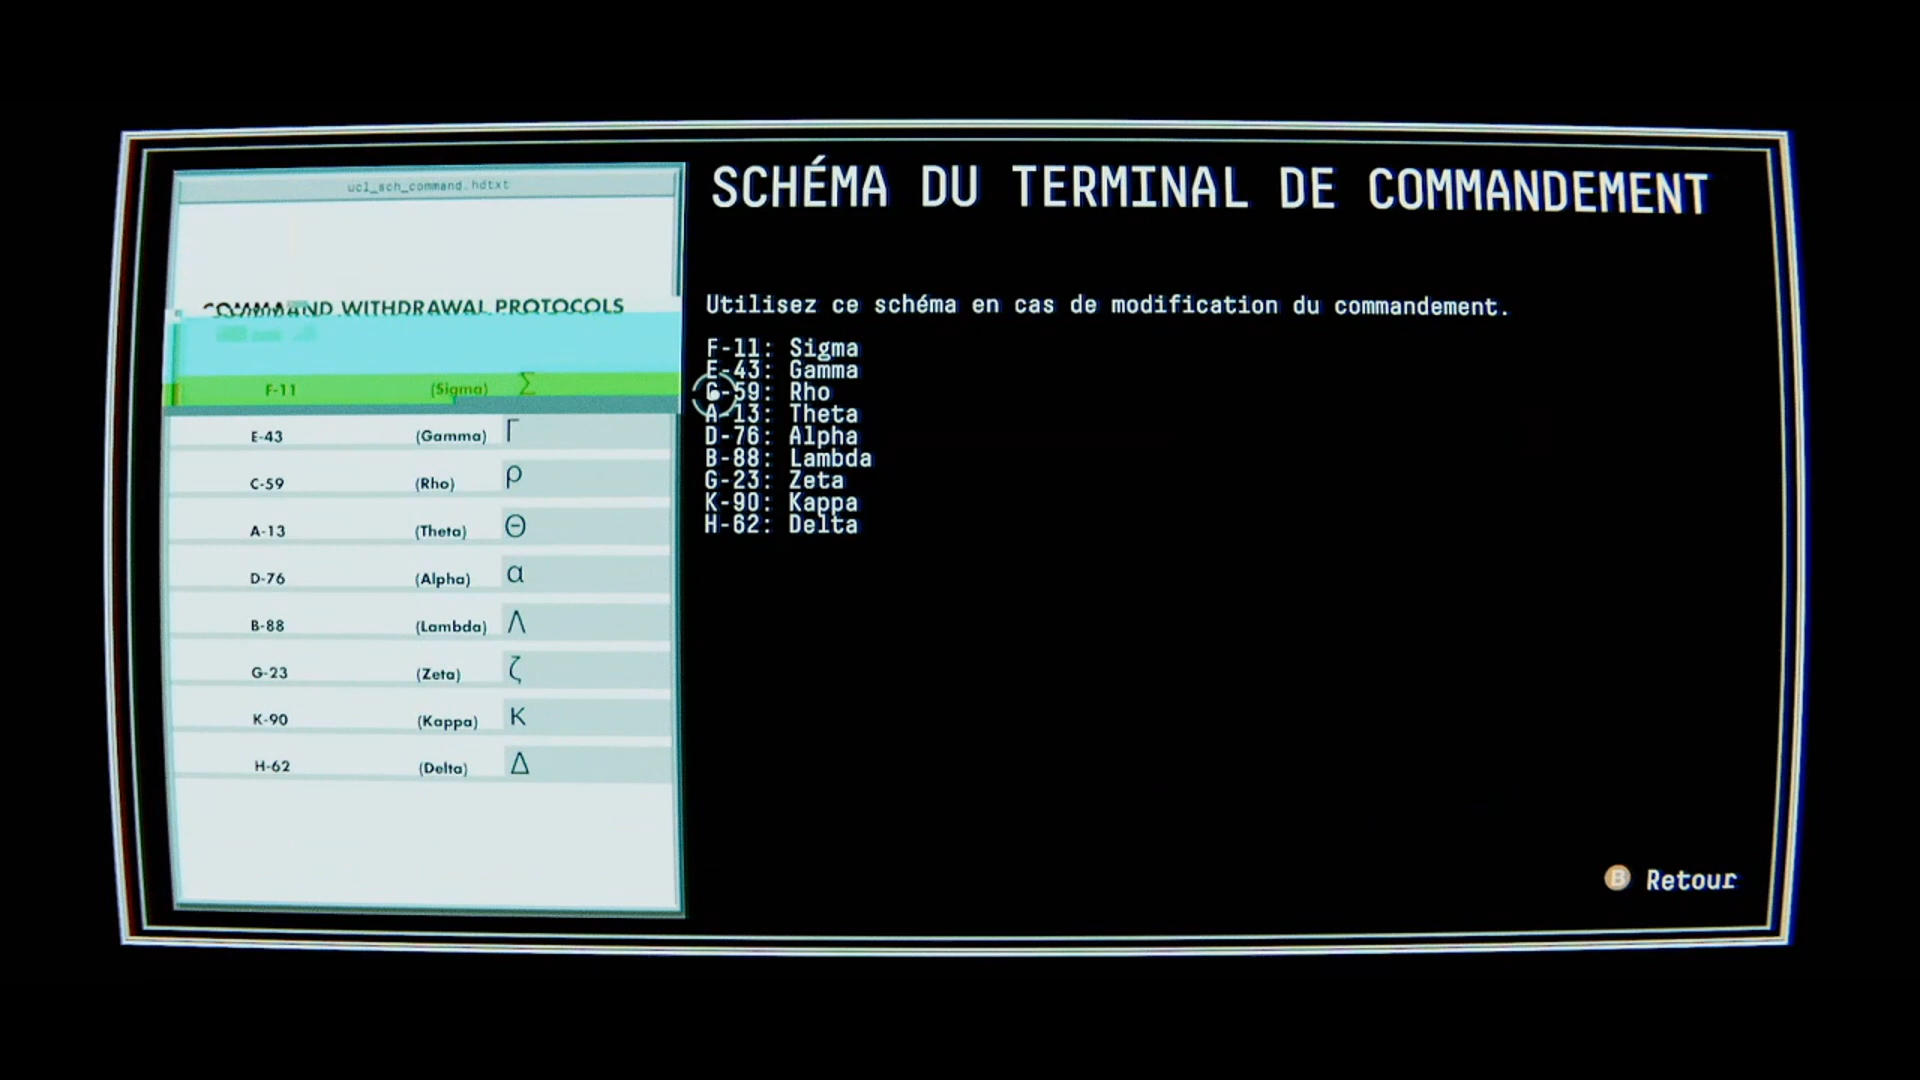 ucl_sch_command.hdtxt
COMMAND WITHDRAWAL PROTOCOLS
F-11 (Sigma) Σ
E-43 (Gamma) Γ
C-59 (Rho) ρ
A-13 (Theta) Θ
D-76 (Alpha) α
B-88 (Lambda) Λ
G-23 (Zeta) ζ
K-90 (Kappa) K
H-62 (Delta) Δ
SCHÉMA DU TERMINAL DE COMMANDEMENT
Utilisez ce schéma en cas de modification du commandement.
F-11: Sigma
E-43: Gamma
C-59: Rho
A-13: Theta
D-76: Alpha
B-88: Lambda
G-23: Zeta
K-90: Kappa
H-62: Delta
B Retour